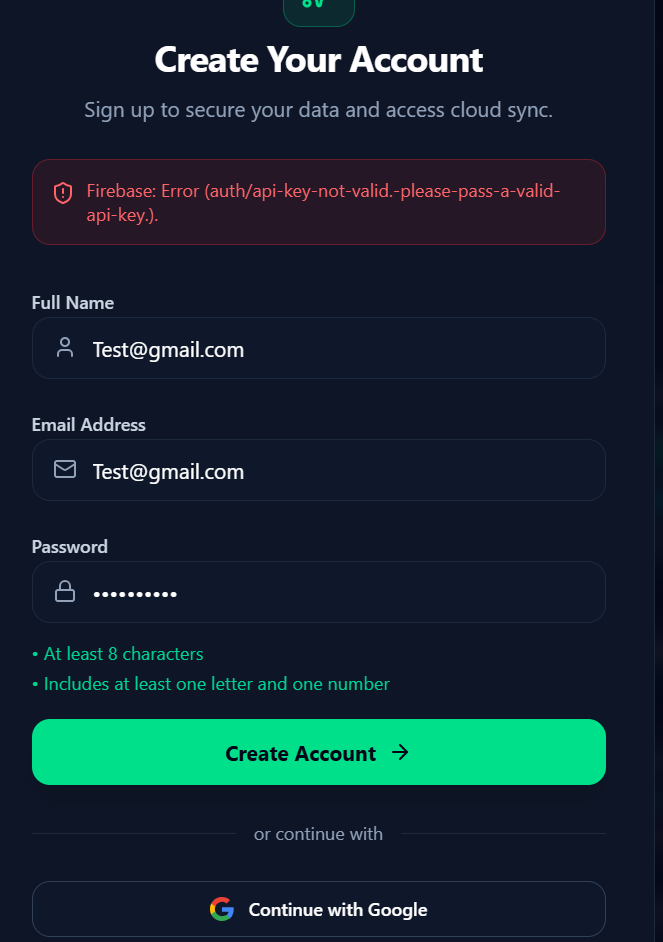 Create Your Account
Sign up to secure your data and access cloud sync.
Firebase: Error (auth/api-key-not-valid.-please-pass-a-valid-
api-key.).
Full Name
Test@gmail.com
Email Address
Test@gmail.com
Password
••••••••••
• At least 8 characters
• Includes at least one letter and one number
Create Account →
or continue with
Continue with Google